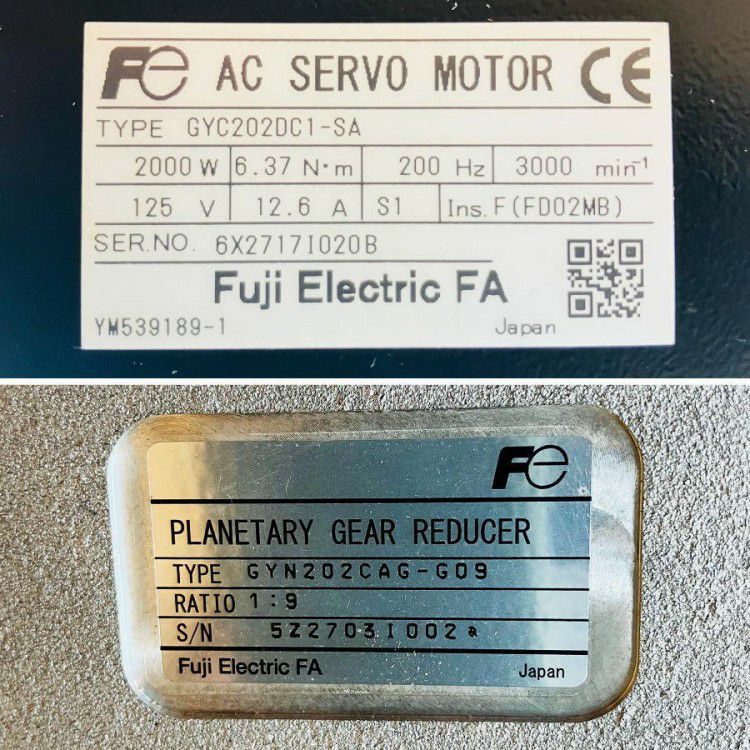 Fe AC SERVO MOTOR CE
TYPE GYC202DC1-SA
2000 W 6.37 N·m 200 Hz 3000 min⁻¹
125 V 12.6 A S1 Ins. F(FD02MB)
SER.NO. 6X2717I020B
Fuji Electric FA
YM539189-1 Japan
Fe
PLANETARY GEAR REDUCER
TYPE GYN202CAG-G09
RATIO 1:9
S/N 5Z2703I002a
Fuji Electric FA Japan